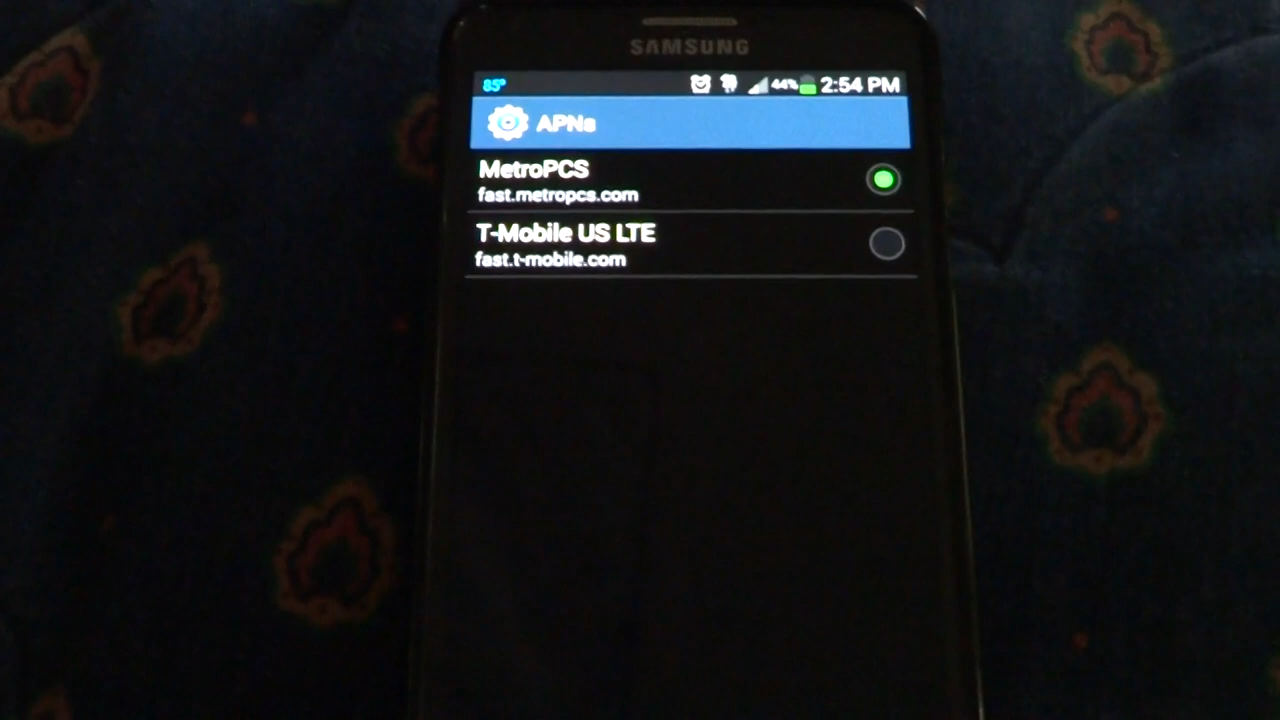 SAMSUNG
85° 44% 2:54 PM
APNs
MetroPCS
fast.metropcs.com
T-Mobile US LTE
fast.t-mobile.com